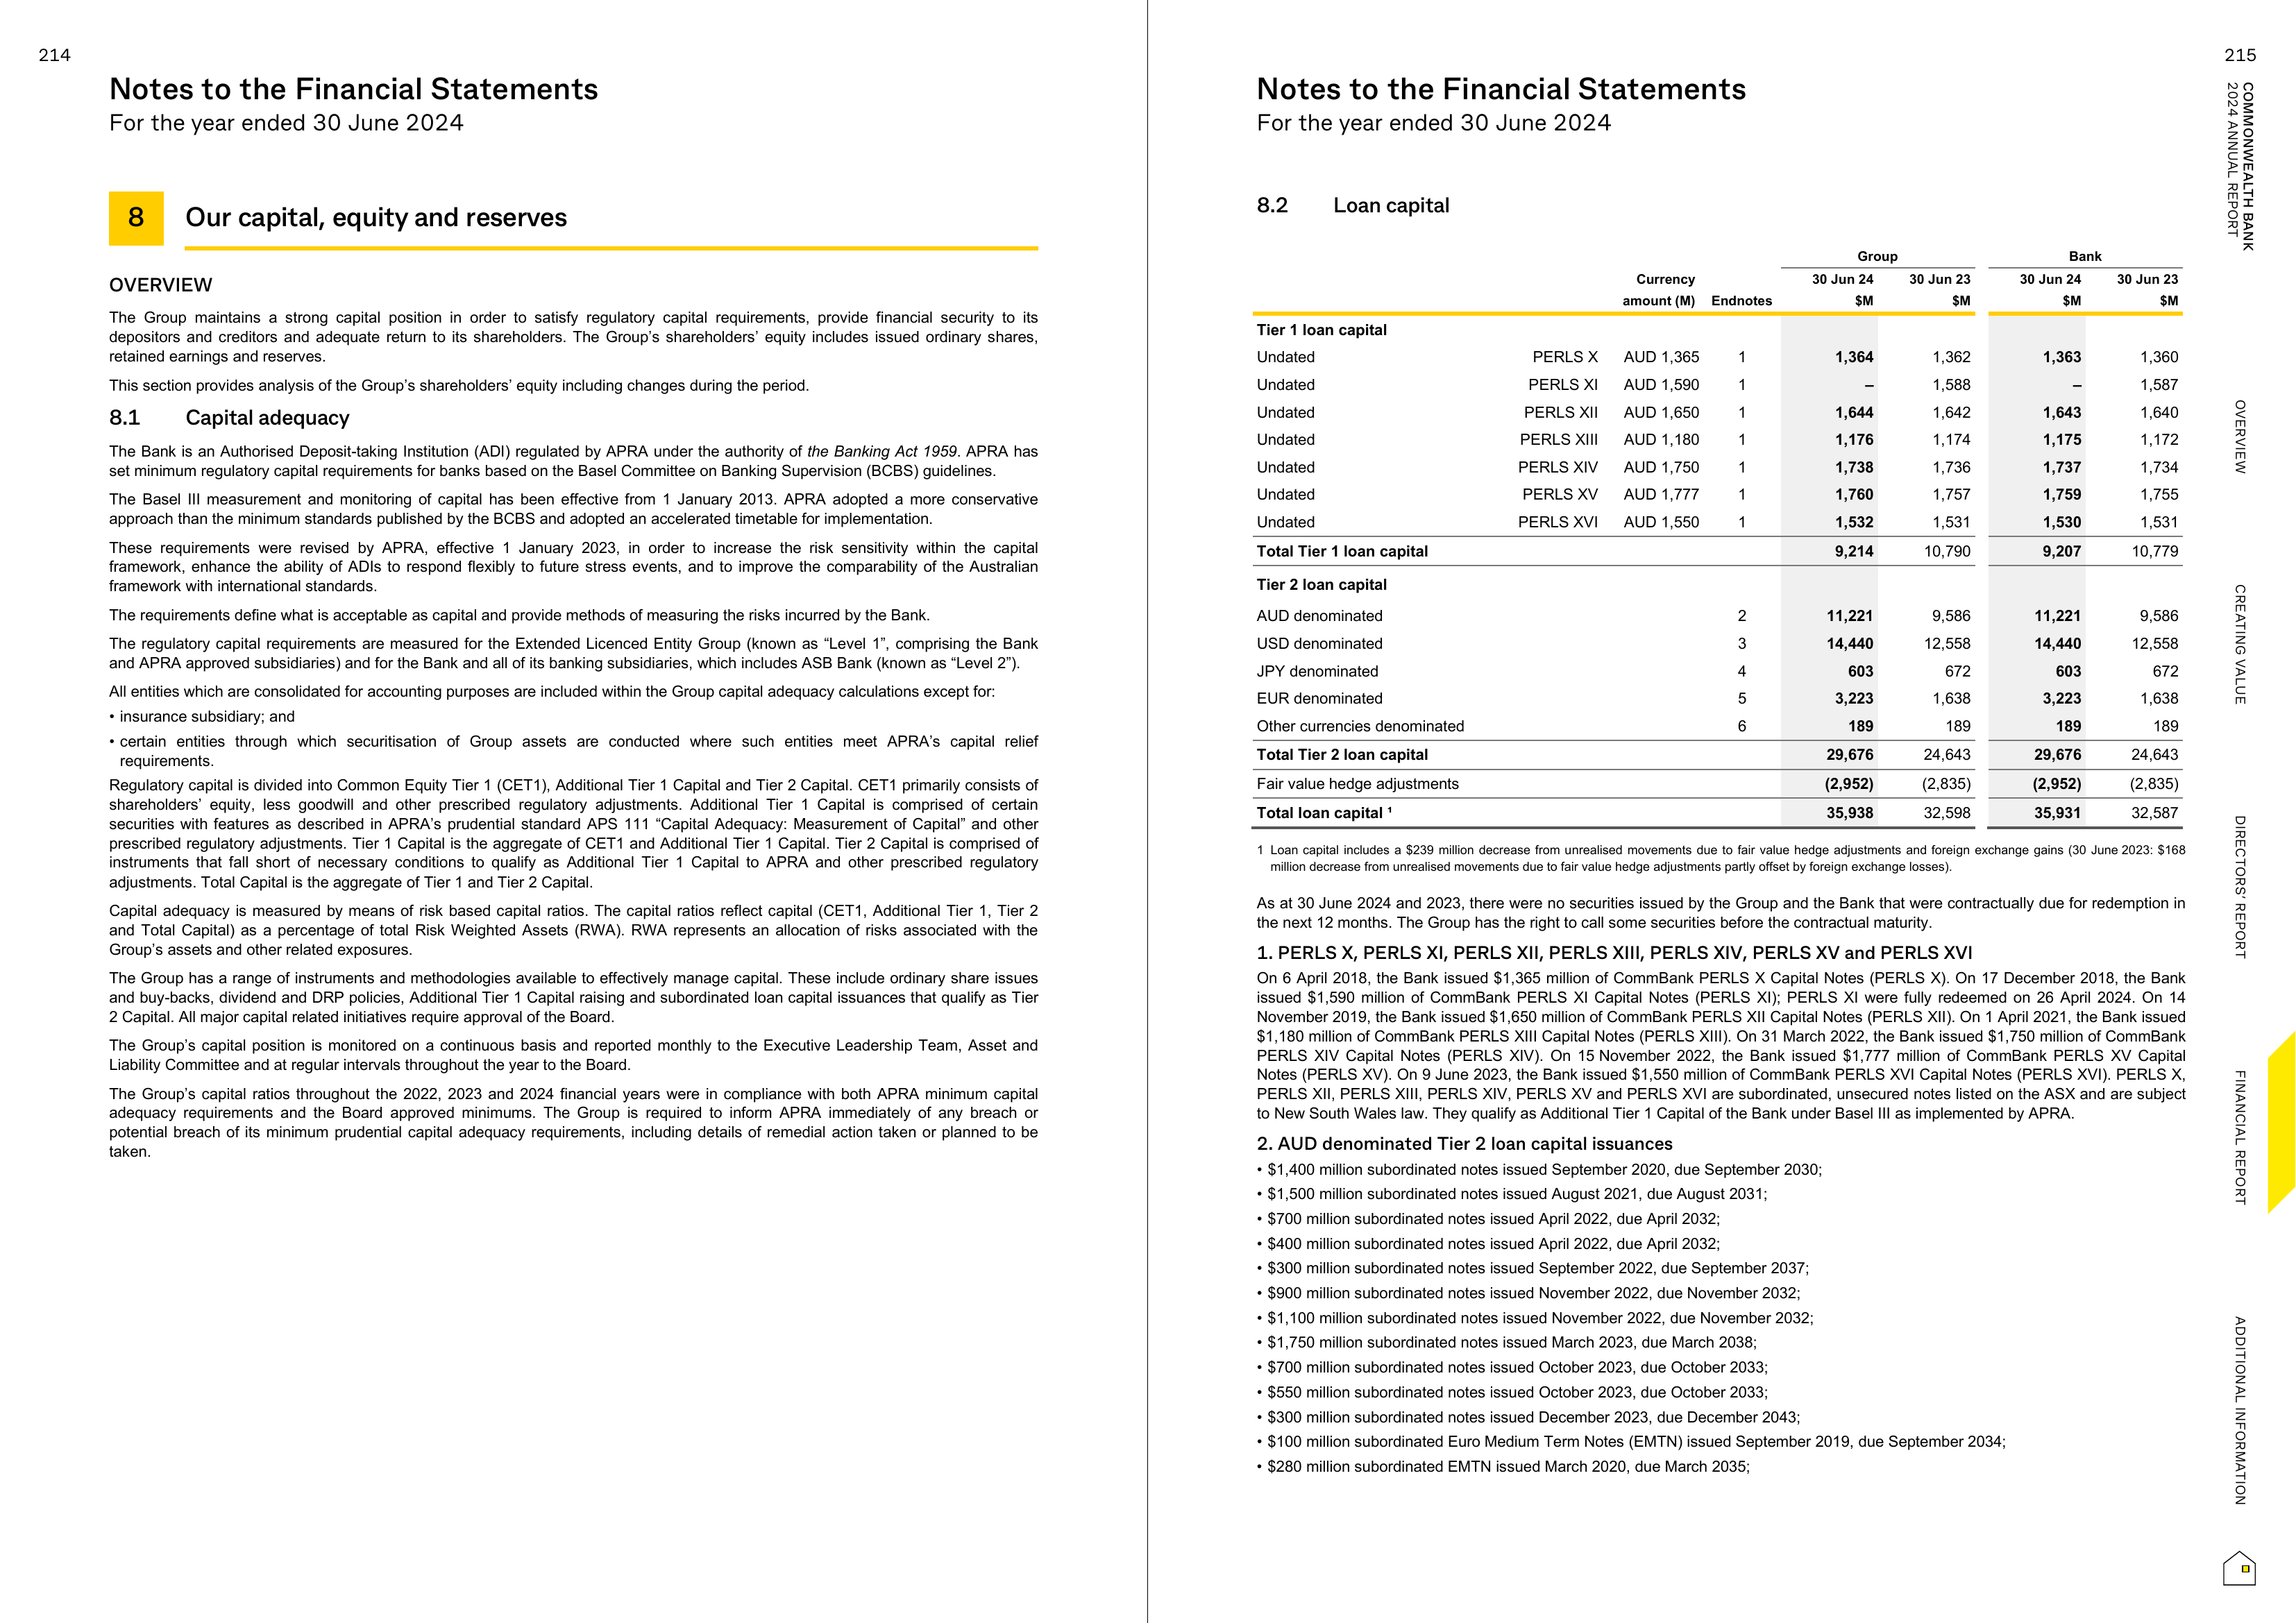 214
Notes to the Financial Statements
For the year ended 30 June 2024
8 Our capital, equity and reserves
OVERVIEW
The Group maintains a strong capital position in order to satisfy regulatory capital requirements, provide financial security to its
depositors and creditors and adequate return to its shareholders. The Group’s shareholders’ equity includes issued ordinary shares,
retained earnings and reserves.
This section provides analysis of the Group’s shareholders’ equity including changes during the period.
8.1 Capital adequacy
The Bank is an Authorised Deposit-taking Institution (ADI) regulated by APRA under the authority of the Banking Act 1959. APRA has
set minimum regulatory capital requirements for banks based on the Basel Committee on Banking Supervision (BCBS) guidelines.
The Basel III measurement and monitoring of capital has been effective from 1 January 2013. APRA adopted a more conservative
approach than the minimum standards published by the BCBS and adopted an accelerated timetable for implementation.
These requirements were revised by APRA, effective 1 January 2023, in order to increase the risk sensitivity within the capital
framework, enhance the ability of ADIs to respond flexibly to future stress events, and to improve the comparability of the Australian
framework with international standards.
The requirements define what is acceptable as capital and provide methods of measuring the risks incurred by the Bank.
The regulatory capital requirements are measured for the Extended Licenced Entity Group (known as “Level 1”, comprising the Bank
and APRA approved subsidiaries) and for the Bank and all of its banking subsidiaries, which includes ASB Bank (known as “Level 2”).
All entities which are consolidated for accounting purposes are included within the Group capital adequacy calculations except for:
• insurance subsidiary; and
• certain entities through which securitisation of Group assets are conducted where such entities meet APRA’s capital relief
requirements.
Regulatory capital is divided into Common Equity Tier 1 (CET1), Additional Tier 1 Capital and Tier 2 Capital. CET1 primarily consists of
shareholders’ equity, less goodwill and other prescribed regulatory adjustments. Additional Tier 1 Capital is comprised of certain
securities with features as described in APRA’s prudential standard APS 111 “Capital Adequacy: Measurement of Capital” and other
prescribed regulatory adjustments. Tier 1 Capital is the aggregate of CET1 and Additional Tier 1 Capital. Tier 2 Capital is comprised of
instruments that fall short of necessary conditions to qualify as Additional Tier 1 Capital to APRA and other prescribed regulatory
adjustments. Total Capital is the aggregate of Tier 1 and Tier 2 Capital.
Capital adequacy is measured by means of risk based capital ratios. The capital ratios reflect capital (CET1, Additional Tier 1, Tier 2
and Total Capital) as a percentage of total Risk Weighted Assets (RWA). RWA represents an allocation of risks associated with the
Group’s assets and other related exposures.
The Group has a range of instruments and methodologies available to effectively manage capital. These include ordinary share issues
and buy-backs, dividend and DRP policies, Additional Tier 1 Capital raising and subordinated loan capital issuances that qualify as Tier
2 Capital. All major capital related initiatives require approval of the Board.
The Group’s capital position is monitored on a continuous basis and reported monthly to the Executive Leadership Team, Asset and
Liability Committee and at regular intervals throughout the year to the Board.
The Group’s capital ratios throughout the 2022, 2023 and 2024 financial years were in compliance with both APRA minimum capital
adequacy requirements and the Board approved minimums. The Group is required to inform APRA immediately of any breach or
potential breach of its minimum prudential capital adequacy requirements, including details of remedial action taken or planned to be
taken.
215
Notes to the Financial Statements
For the year ended 30 June 2024
8.2 Loan capital
Group Bank
Currency 30 Jun 24 30 Jun 23 30 Jun 24 30 Jun 23
amount (M) Endnotes $M $M $M $M
Tier 1 loan capital
Undated PERLS X AUD 1,365 1 1,364 1,362 1,363 1,360
Undated PERLS XI AUD 1,590 1 – 1,588 – 1,587
Undated PERLS XII AUD 1,650 1 1,644 1,642 1,643 1,640
Undated PERLS XIII AUD 1,180 1 1,176 1,174 1,175 1,172
Undated PERLS XIV AUD 1,750 1 1,738 1,736 1,737 1,734
Undated PERLS XV AUD 1,777 1 1,760 1,757 1,759 1,755
Undated PERLS XVI AUD 1,550 1 1,532 1,531 1,530 1,531
Total Tier 1 loan capital 9,214 10,790 9,207 10,779
Tier 2 loan capital
AUD denominated 2 11,221 9,586 11,221 9,586
USD denominated 3 14,440 12,558 14,440 12,558
JPY denominated 4 603 672 603 672
EUR denominated 5 3,223 1,638 3,223 1,638
Other currencies denominated 6 189 189 189 189
Total Tier 2 loan capital 29,676 24,643 29,676 24,643
Fair value hedge adjustments (2,952) (2,835) (2,952) (2,835)
Total loan capital ¹ 35,938 32,598 35,931 32,587
1 Loan capital includes a $239 million decrease from unrealised movements due to fair value hedge adjustments and foreign exchange gains (30 June 2023: $168
million decrease from unrealised movements due to fair value hedge adjustments partly offset by foreign exchange losses).
As at 30 June 2024 and 2023, there were no securities issued by the Group and the Bank that were contractually due for redemption in
the next 12 months. The Group has the right to call some securities before the contractual maturity.
1. PERLS X, PERLS XI, PERLS XII, PERLS XIII, PERLS XIV, PERLS XV and PERLS XVI
On 6 April 2018, the Bank issued $1,365 million of CommBank PERLS X Capital Notes (PERLS X). On 17 December 2018, the Bank
issued $1,590 million of CommBank PERLS XI Capital Notes (PERLS XI); PERLS XI were fully redeemed on 26 April 2024. On 14
November 2019, the Bank issued $1,650 million of CommBank PERLS XII Capital Notes (PERLS XII). On 1 April 2021, the Bank issued
$1,180 million of CommBank PERLS XIII Capital Notes (PERLS XIII). On 31 March 2022, the Bank issued $1,750 million of CommBank
PERLS XIV Capital Notes (PERLS XIV). On 15 November 2022, the Bank issued $1,777 million of CommBank PERLS XV Capital
Notes (PERLS XV). On 9 June 2023, the Bank issued $1,550 million of CommBank PERLS XVI Capital Notes (PERLS XVI). PERLS X,
PERLS XII, PERLS XIII, PERLS XIV, PERLS XV and PERLS XVI are subordinated, unsecured notes listed on the ASX and are subject
to New South Wales law. They qualify as Additional Tier 1 Capital of the Bank under Basel III as implemented by APRA.
2. AUD denominated Tier 2 loan capital issuances
• $1,400 million subordinated notes issued September 2020, due September 2030;
• $1,500 million subordinated notes issued August 2021, due August 2031;
• $700 million subordinated notes issued April 2022, due April 2032;
• $400 million subordinated notes issued April 2022, due April 2032;
• $300 million subordinated notes issued September 2022, due September 2037;
• $900 million subordinated notes issued November 2022, due November 2032;
• $1,100 million subordinated notes issued November 2022, due November 2032;
• $1,750 million subordinated notes issued March 2023, due March 2038;
• $700 million subordinated notes issued October 2023, due October 2033;
• $550 million subordinated notes issued October 2023, due October 2033;
• $300 million subordinated notes issued December 2023, due December 2043;
• $100 million subordinated Euro Medium Term Notes (EMTN) issued September 2019, due September 2034;
• $280 million subordinated EMTN issued March 2020, due March 2035;
COMMONWEALTH BANK
2024 ANNUAL REPORT
OVERVIEW
CREATING VALUE
DIRECTORS’ REPORT
FINANCIAL REPORT
ADDITIONAL INFORMATION